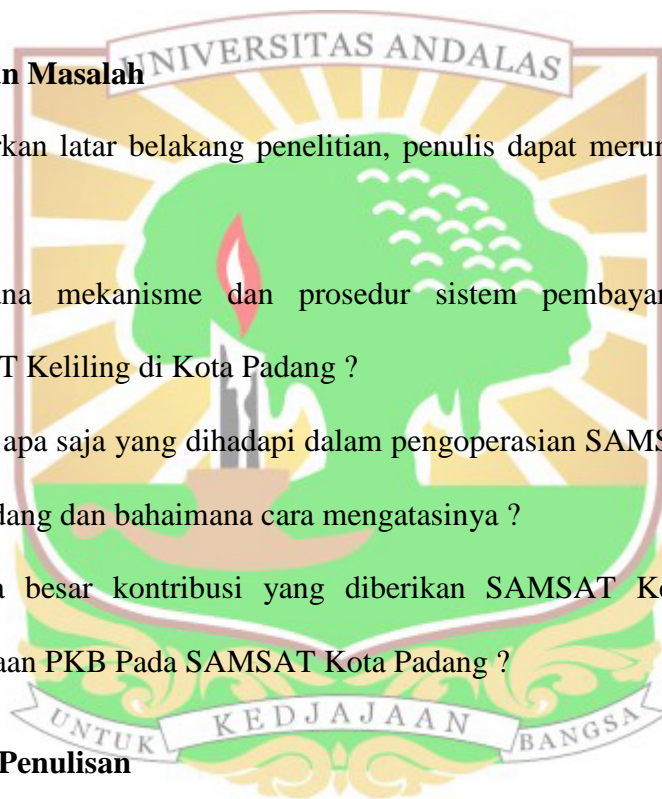 UNIVERSITAS ANDALAS
n Masalah
rkan latar belakang penelitian, penulis dapat merun
na mekanisme dan prosedur sistem pembayar
T Keliling di Kota Padang ?
apa saja yang dihadapi dalam pengoperasian SAMS
dang dan bahaimana cara mengatasinya ?
a besar kontribusi yang diberikan SAMSAT Ke
aan PKB Pada SAMSAT Kota Padang ?
UNTUK KEDJAJAAN BANGSA
Penulisan